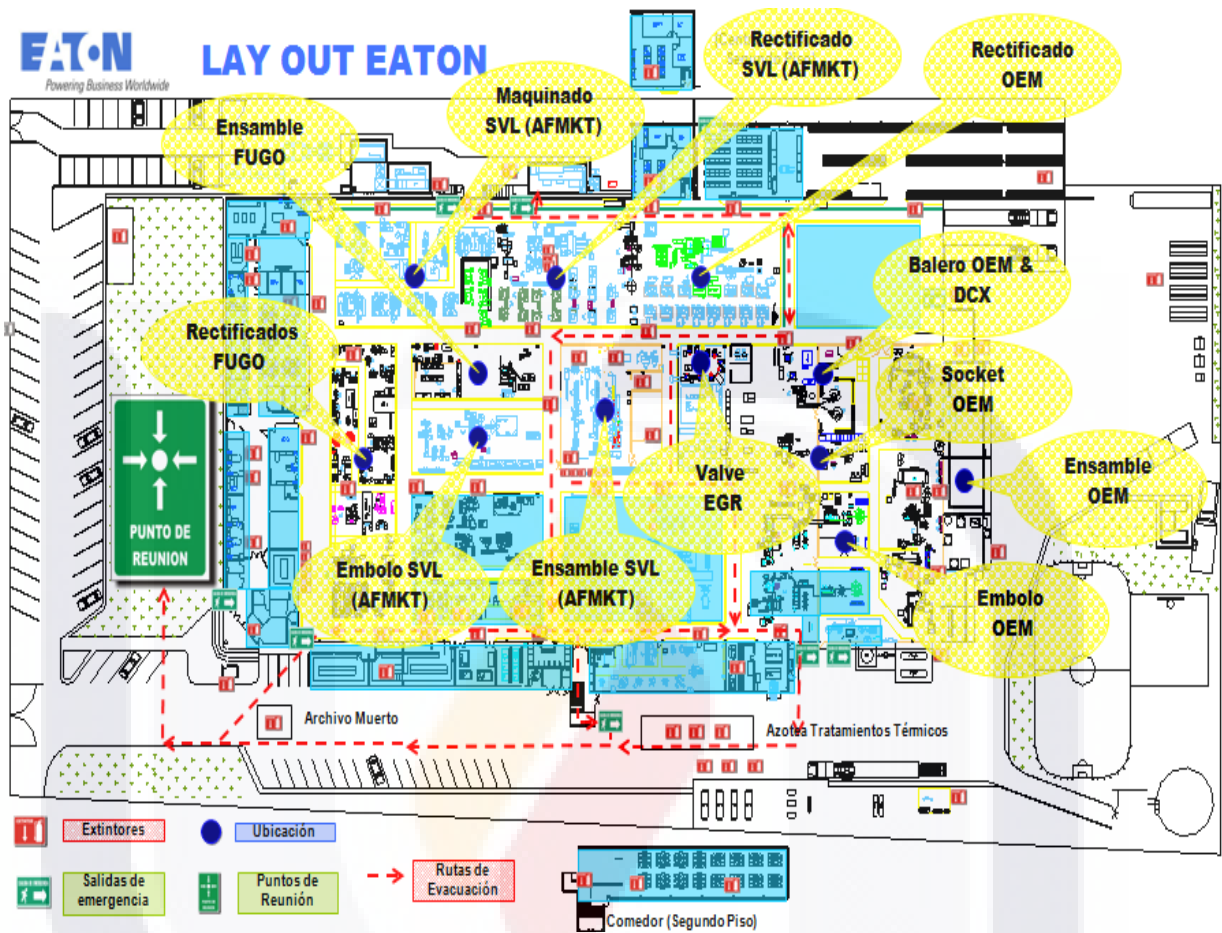 EATON
Powering Business Worldwide
LAY OUT EATON
Rectificado
SVL (AFMKT)
Rectificado
OEM
Maquinado
SVL (AFMKT)
Ensamble
FUGO
Balero OEM &
DCX
Rectificados
FUGO
Socket
OEM
Valve
EGR
Ensamble
OEM
PUNTO DE
REUNION
Embolo SVL
(AFMKT)
Ensamble SVL
(AFMKT)
Embolo
OEM
Archivo Muerto
Azotea Tratamientos Térmicos
Extintores
Ubicación
Salidas de
emergencia
Puntos de
Reunión
Rutas de
Evacuación
Comedor (Segundo Piso)